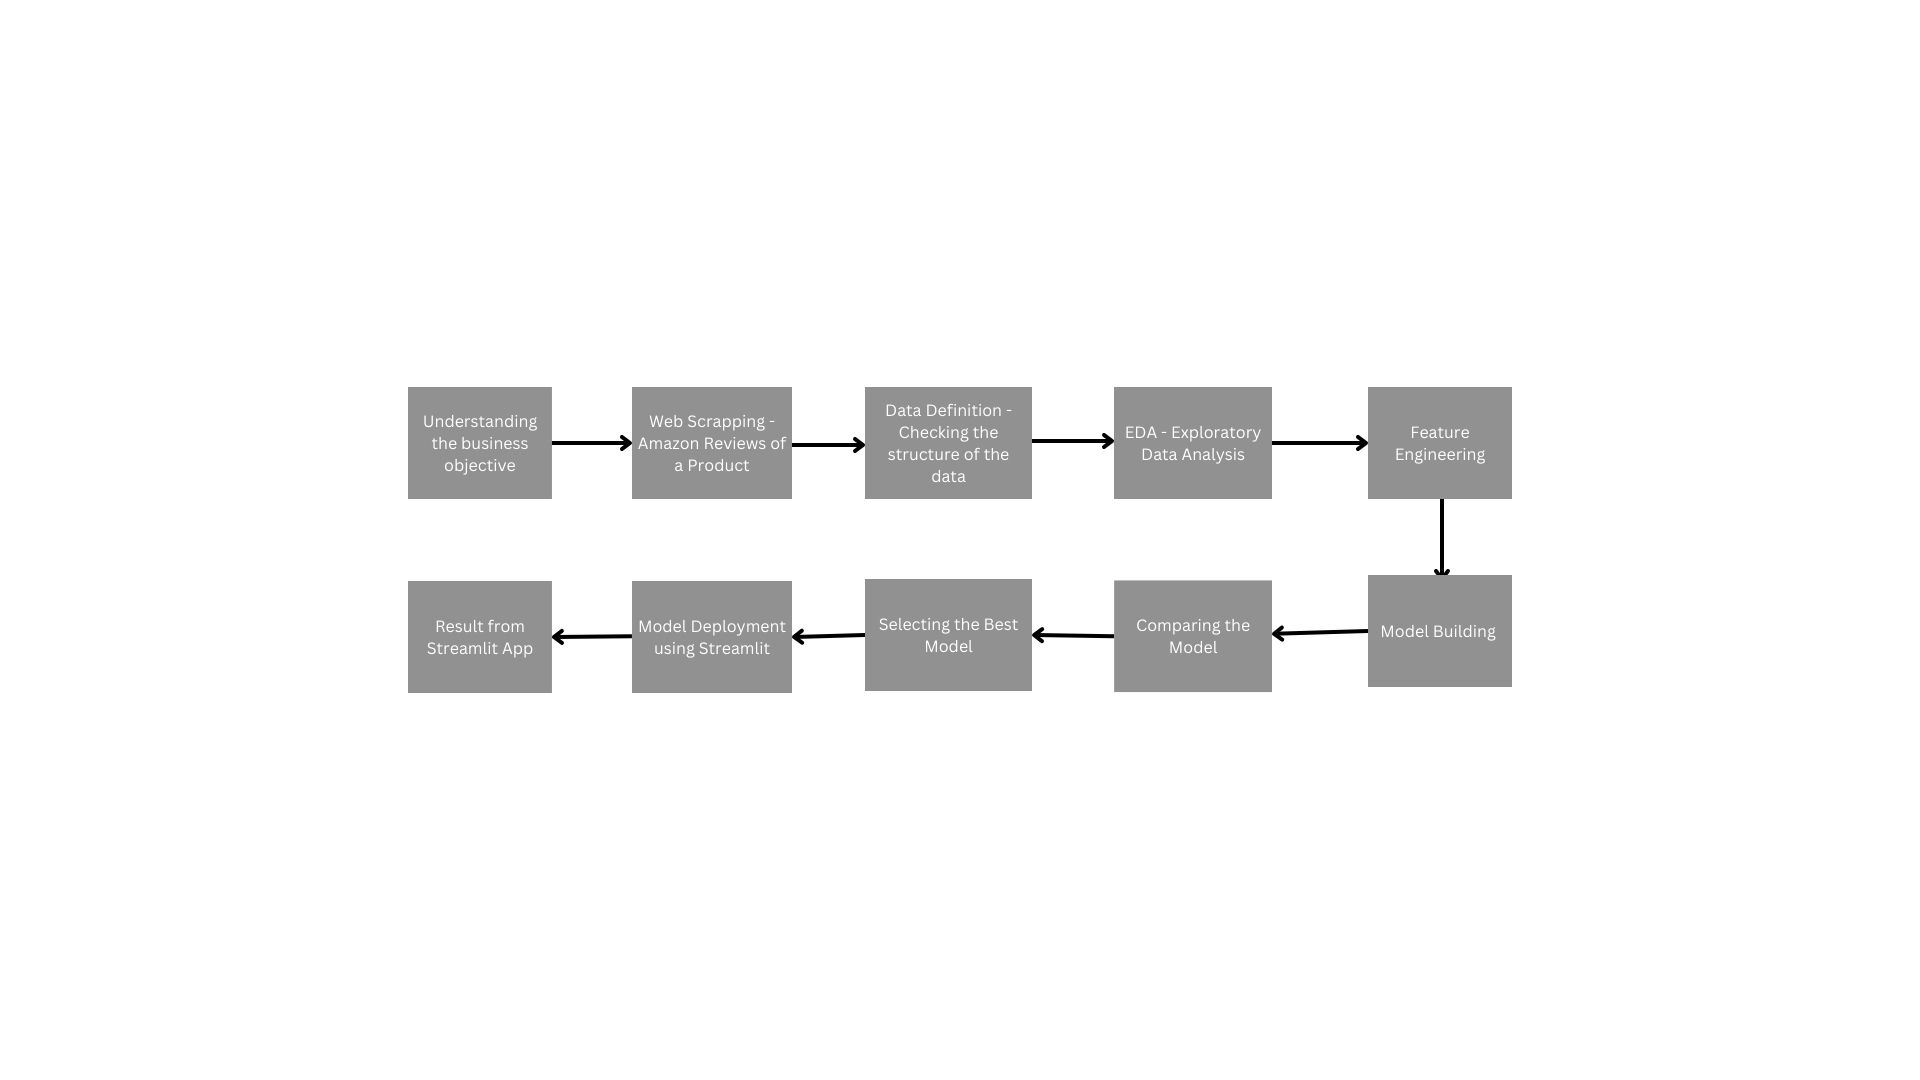 Understanding
the business
objective
Web Scrapping -
Amazon Reviews of
a Product
Data Definition -
Checking the
structure of the
data
EDA - Exploratory
Data Analysis
Feature
Engineering
Model Building
Comparing the
Model
Selecting the Best
Model
Model Deployment
using Streamlit
Result from
Streamlit App